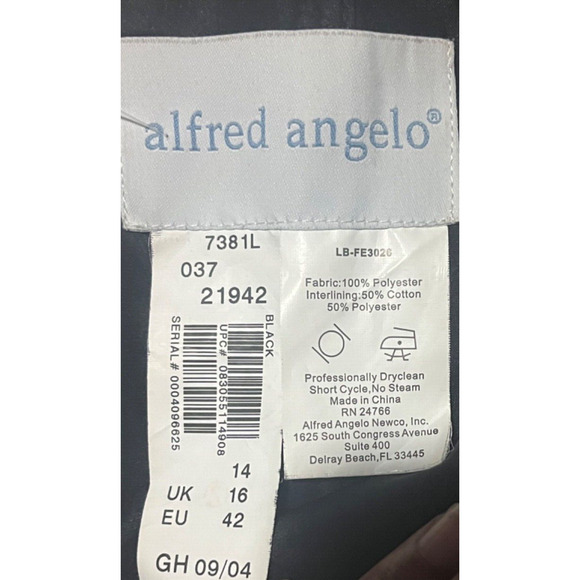 alfred angelo®
7381L
037
21942
BLACK
UPC# 083055114908
SERIAL# 0004096625
14
UK 16
EU 42
GH 09/04
LB-FE3026
Fabric:100% Polyester
Interlining:50% Cotton
50% Polyester
Professionally Dryclean
Short Cycle,No Steam
Made in China
RN 24766
Alfred Angelo Newco, Inc.
1625 South Congress Avenue
Suite 400
Delray Beach,FL 33445